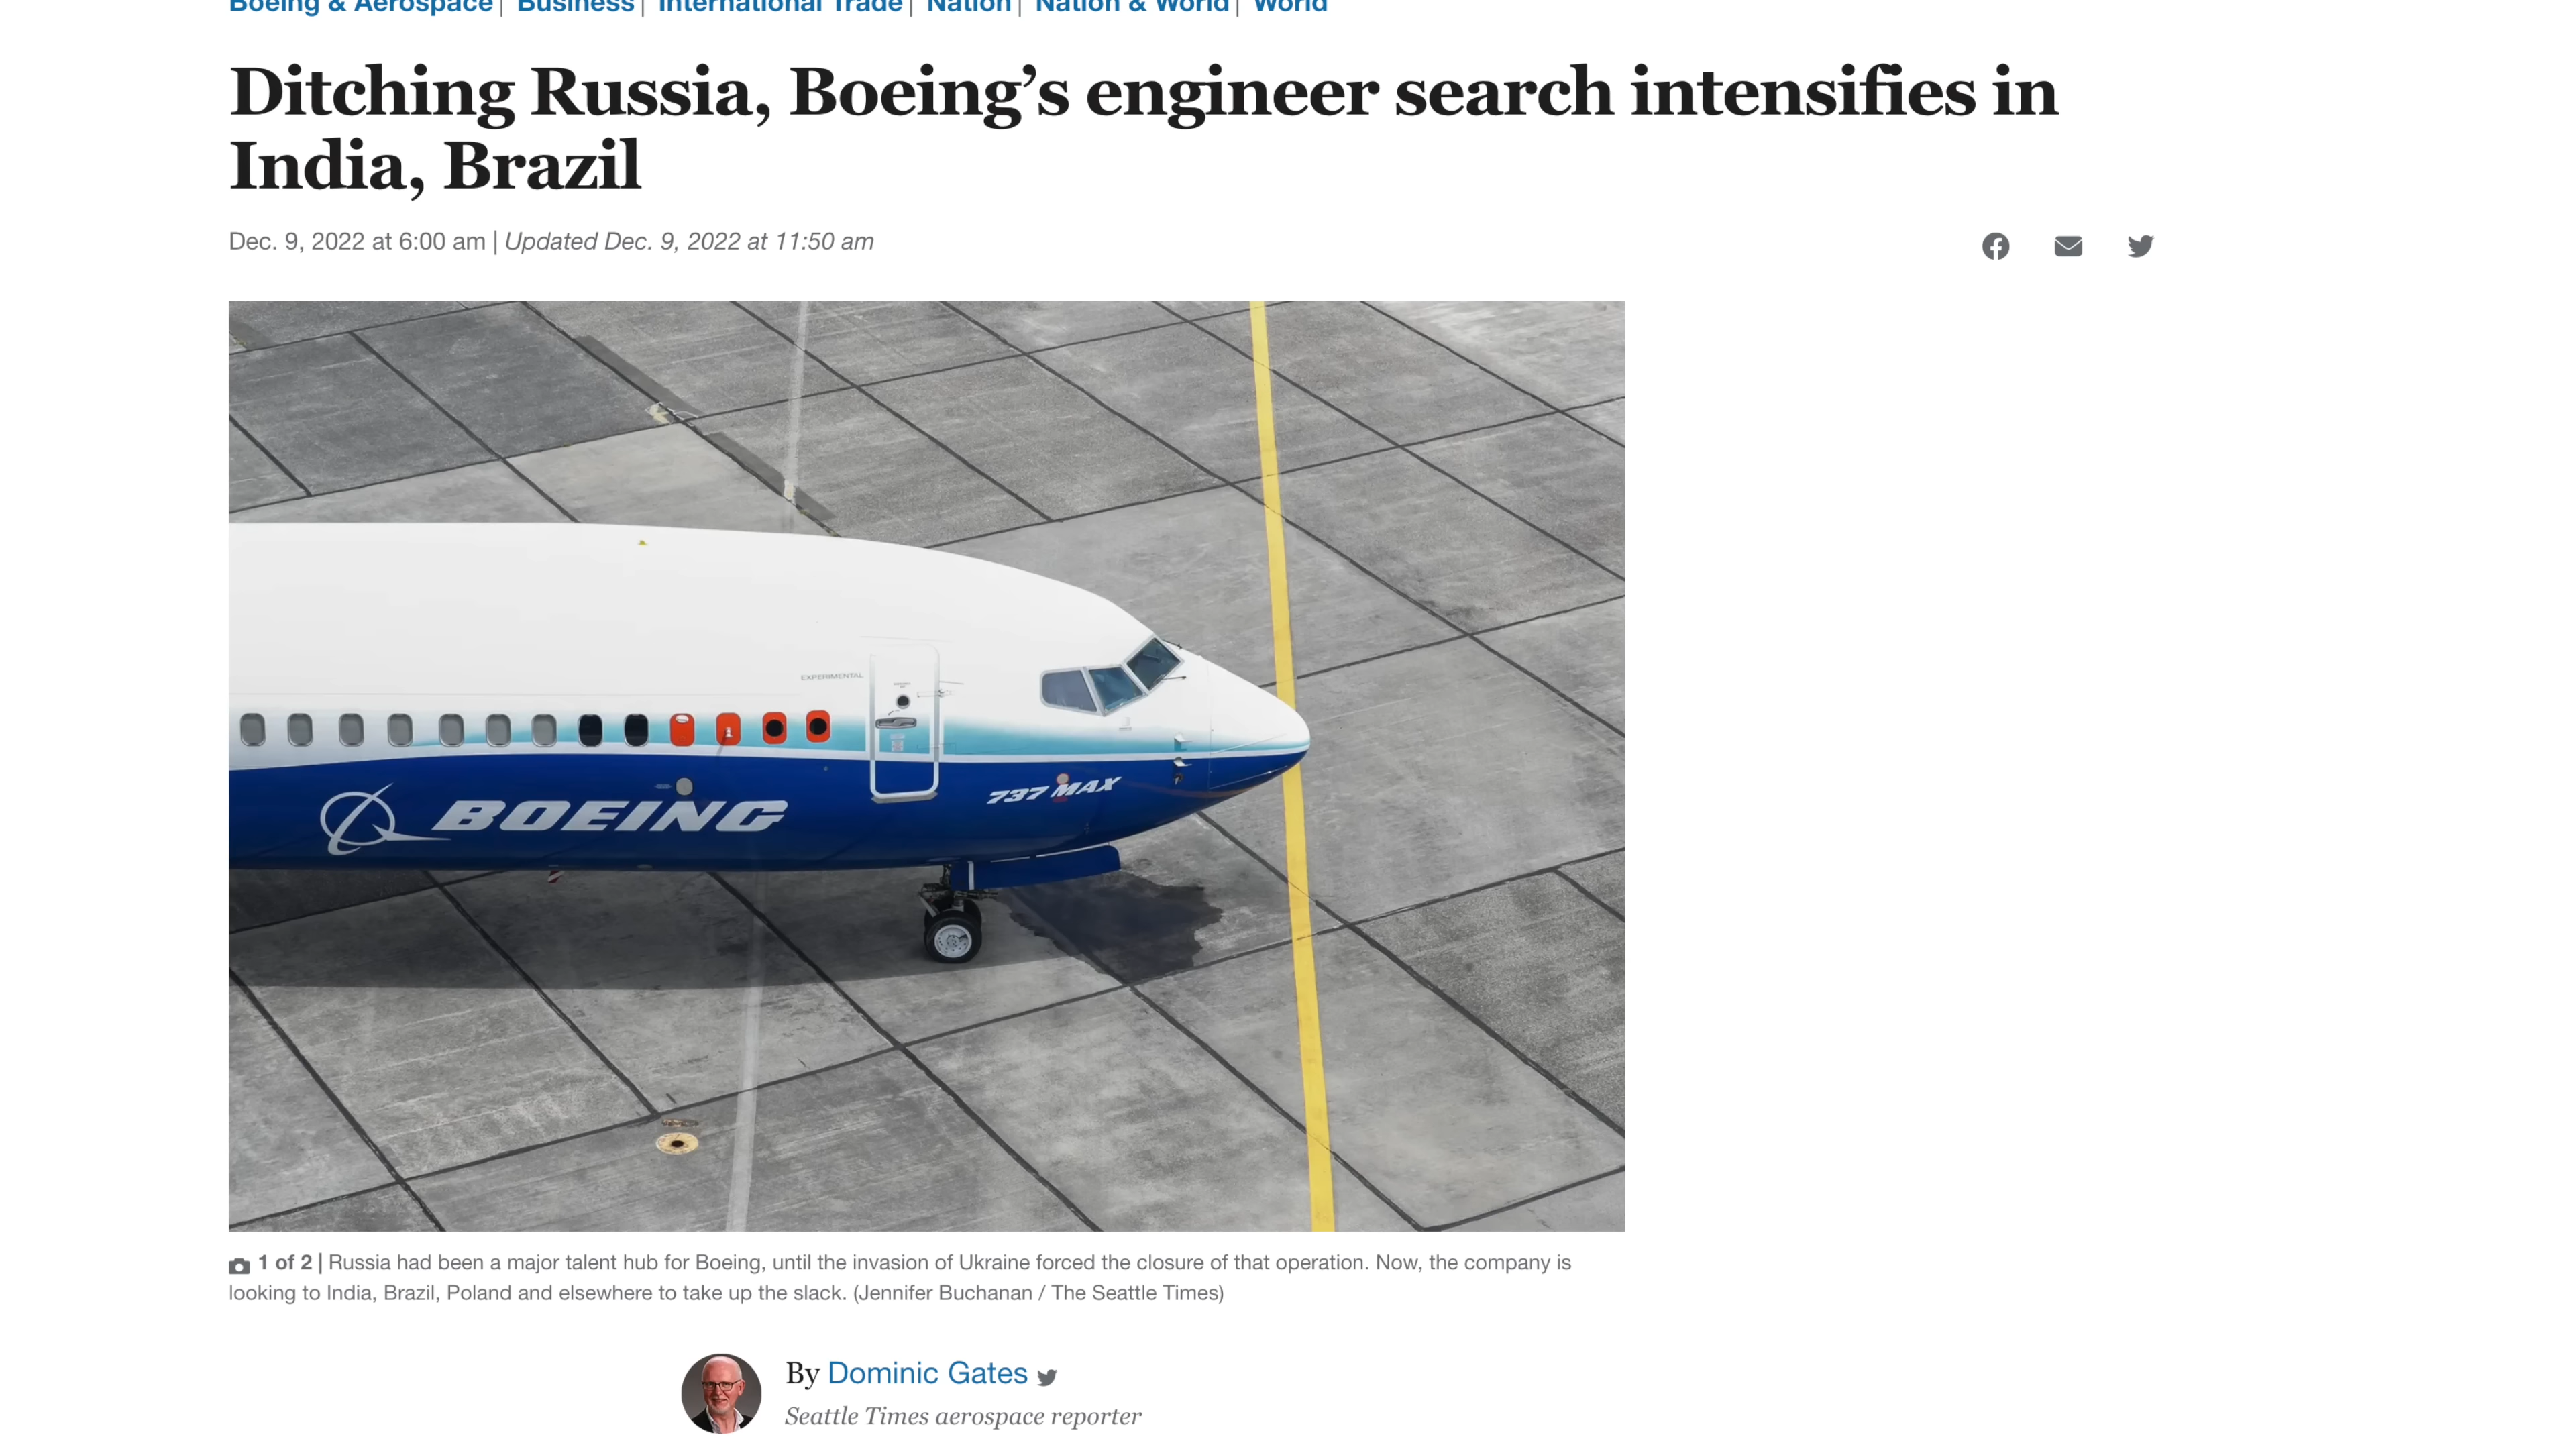 Boeing & Aerospace | Business | International Trade | Nation | Nation & World | World
Ditching Russia, Boeing’s engineer search intensifies in
India, Brazil
Dec. 9, 2022 at 6:00 am | Updated Dec. 9, 2022 at 11:50 am
EXPERIMENTAL
BOEING
737 MAX
1 of 2 | Russia had been a major talent hub for Boeing, until the invasion of Ukraine forced the closure of that operation. Now, the company is
looking to India, Brazil, Poland and elsewhere to take up the slack. (Jennifer Buchanan / The Seattle Times)
By Dominic Gates
Seattle Times aerospace reporter